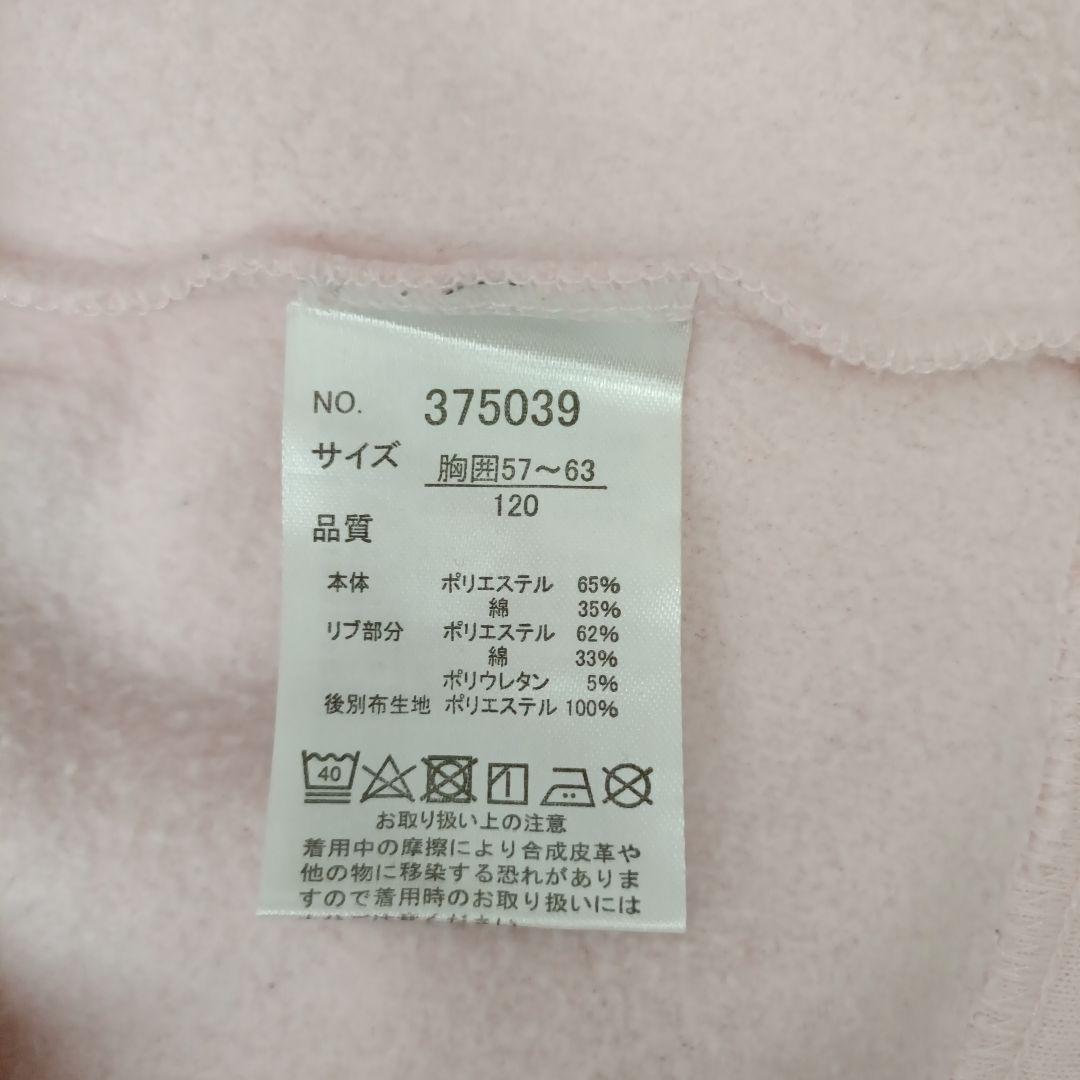 NO. 375039
サイズ 胸囲57～63
120
品質
本体 ポリエステル 65%
綿 35%
リブ部分 ポリエステル 62%
綿 33%
ポリウレタン 5%
後別布生地 ポリエステル 100%
40
お取り扱い上の注意
着用中の摩擦により合成皮革や
他の物に移染する恐れがありま
すので着用時のお取り扱いには
ください